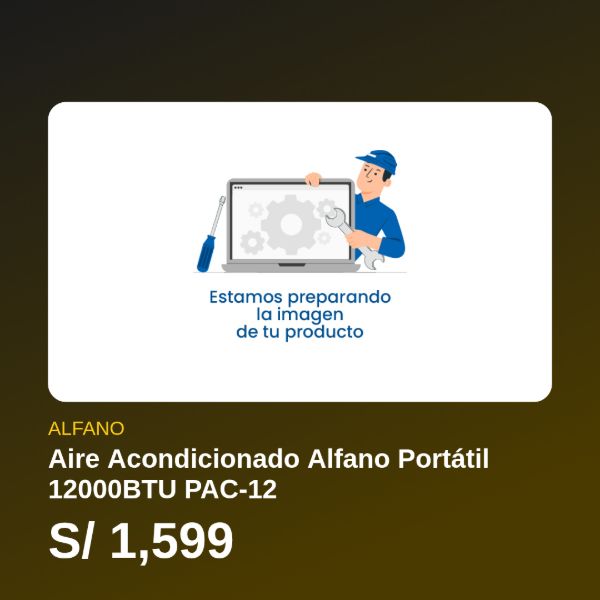 Estamos preparando
la imagen
de tu producto
ALFANO
Aire Acondicionado Alfano Portátil
12000BTU PAC-12
S/ 1,599